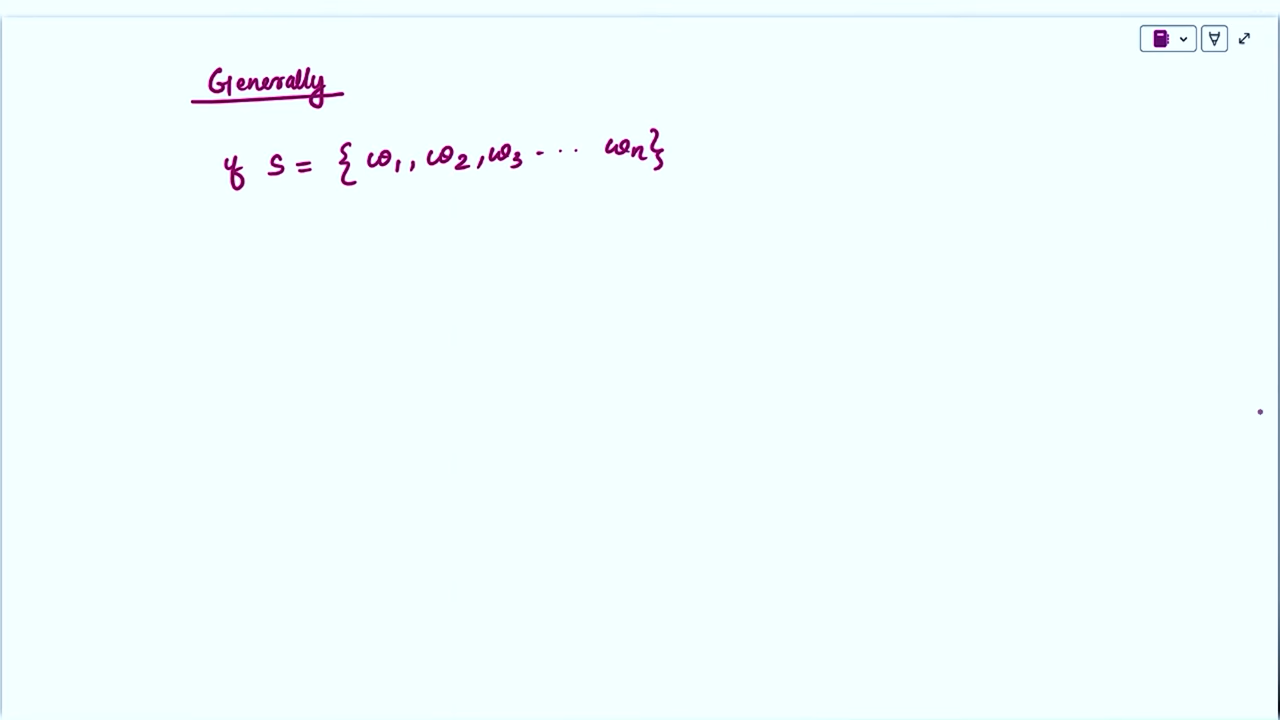 Generally
if S = { ω₁, ω₂, ω₃ - ·· ωn}